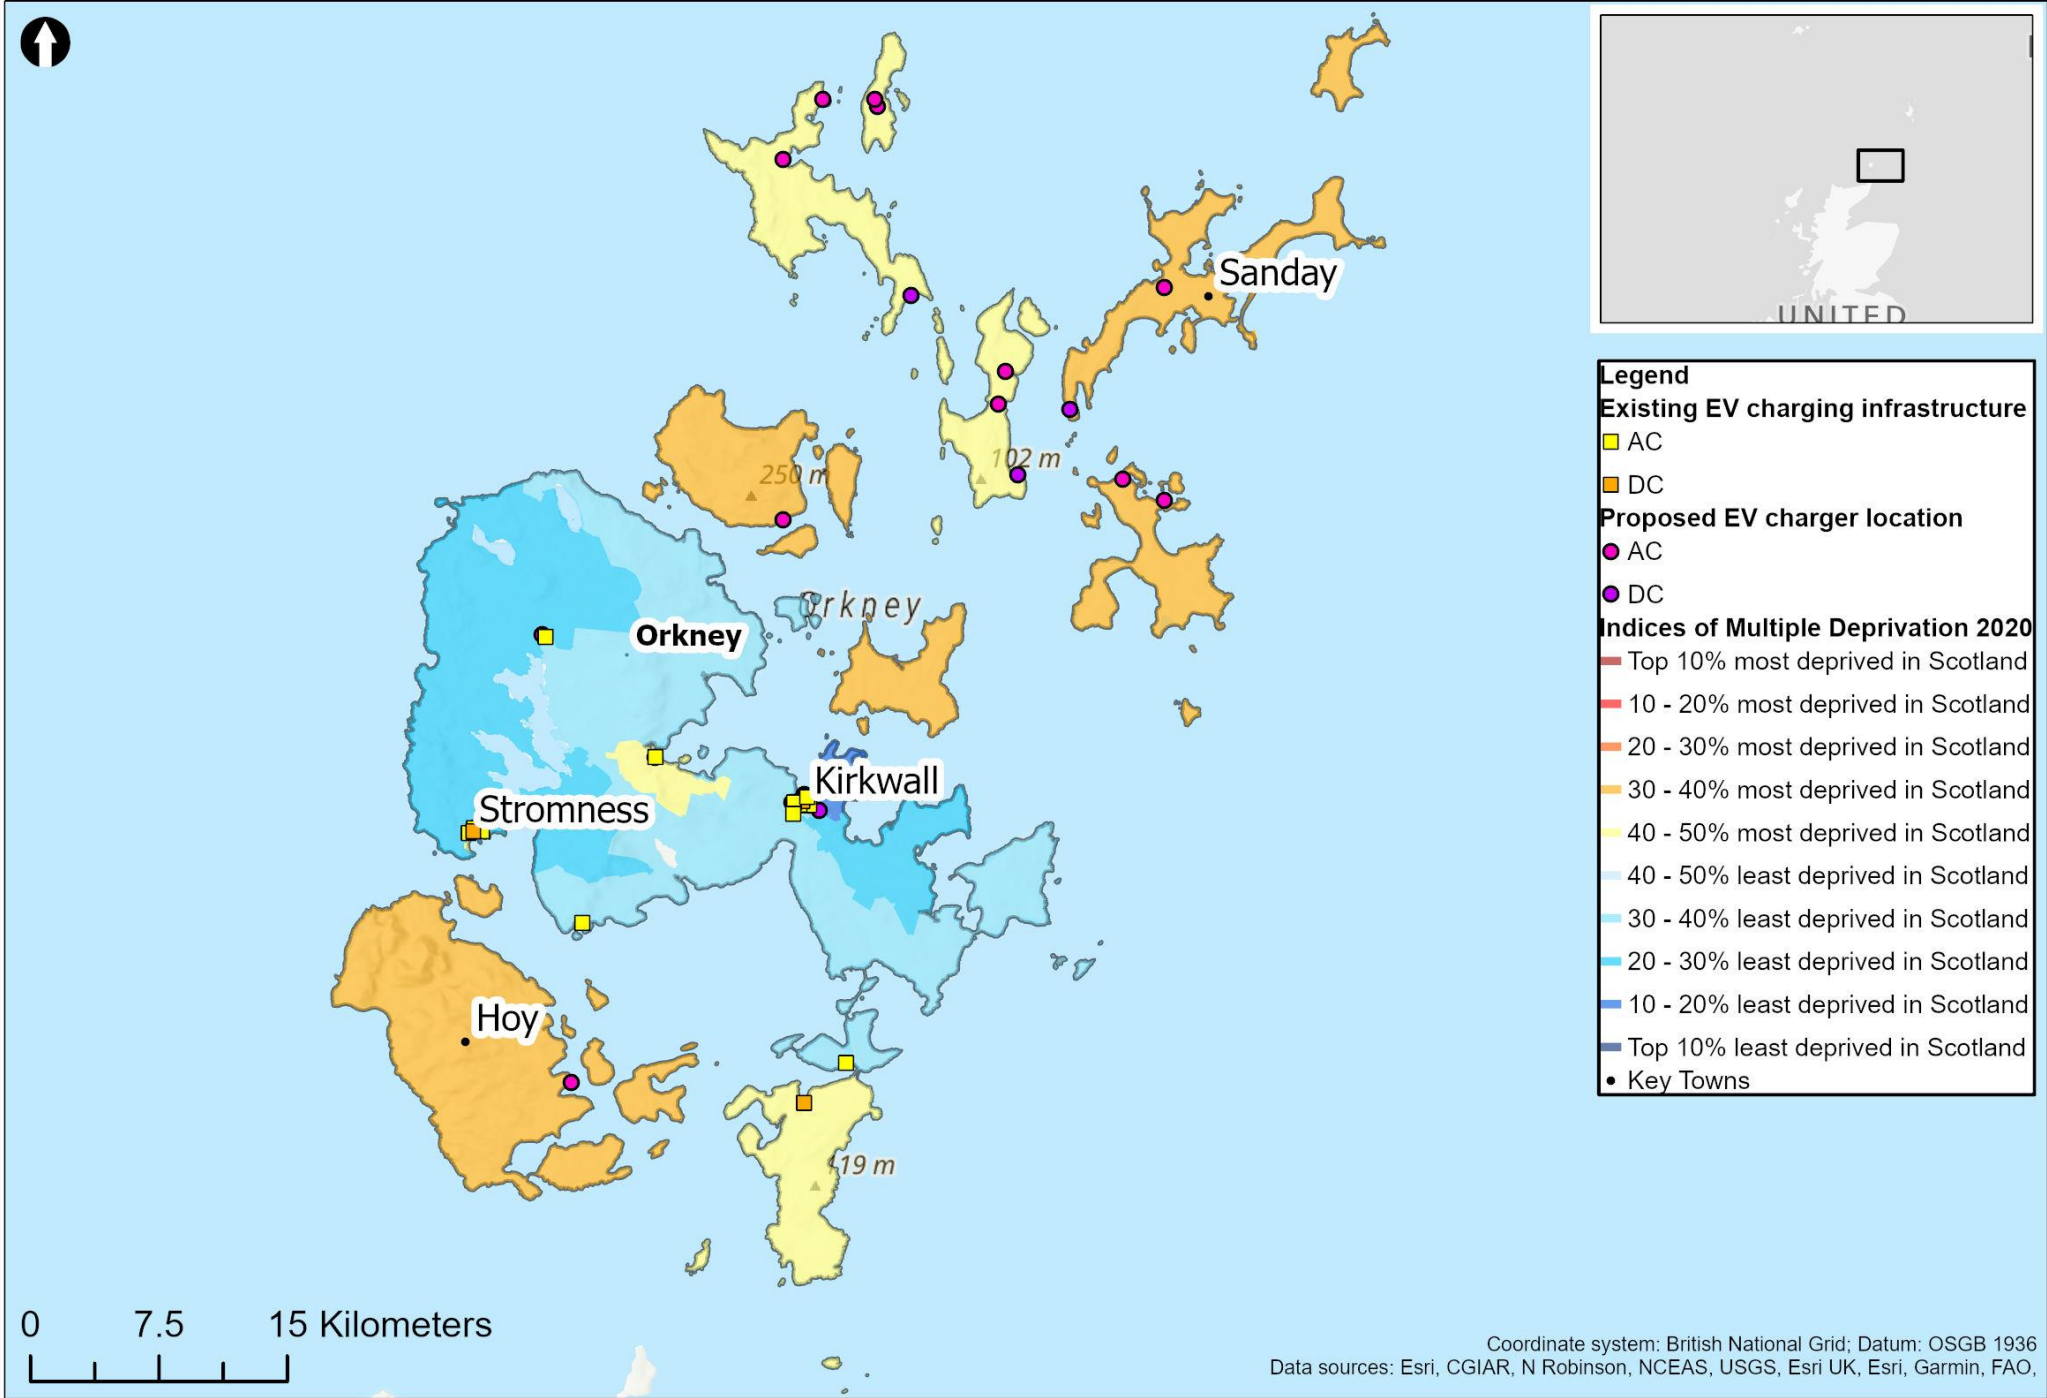 Sanday
102 m
250 m
Orkney
Orkney
Kirkwall
Stromness
Hoy
119 m
0 7.5 15 Kilometers
UNITED
Legend
Existing EV charging infrastructure
AC
DC
Proposed EV charger location
AC
DC
Indices of Multiple Deprivation 2020
Top 10% most deprived in Scotland
10 - 20% most deprived in Scotland
20 - 30% most deprived in Scotland
30 - 40% most deprived in Scotland
40 - 50% most deprived in Scotland
40 - 50% least deprived in Scotland
30 - 40% least deprived in Scotland
20 - 30% least deprived in Scotland
10 - 20% least deprived in Scotland
Top 10% least deprived in Scotland
Key Towns
Coordinate system: British National Grid; Datum: OSGB 1936
Data sources: Esri, CGIAR, N Robinson, NCEAS, USGS, Esri UK, Esri, Garmin, FAO,